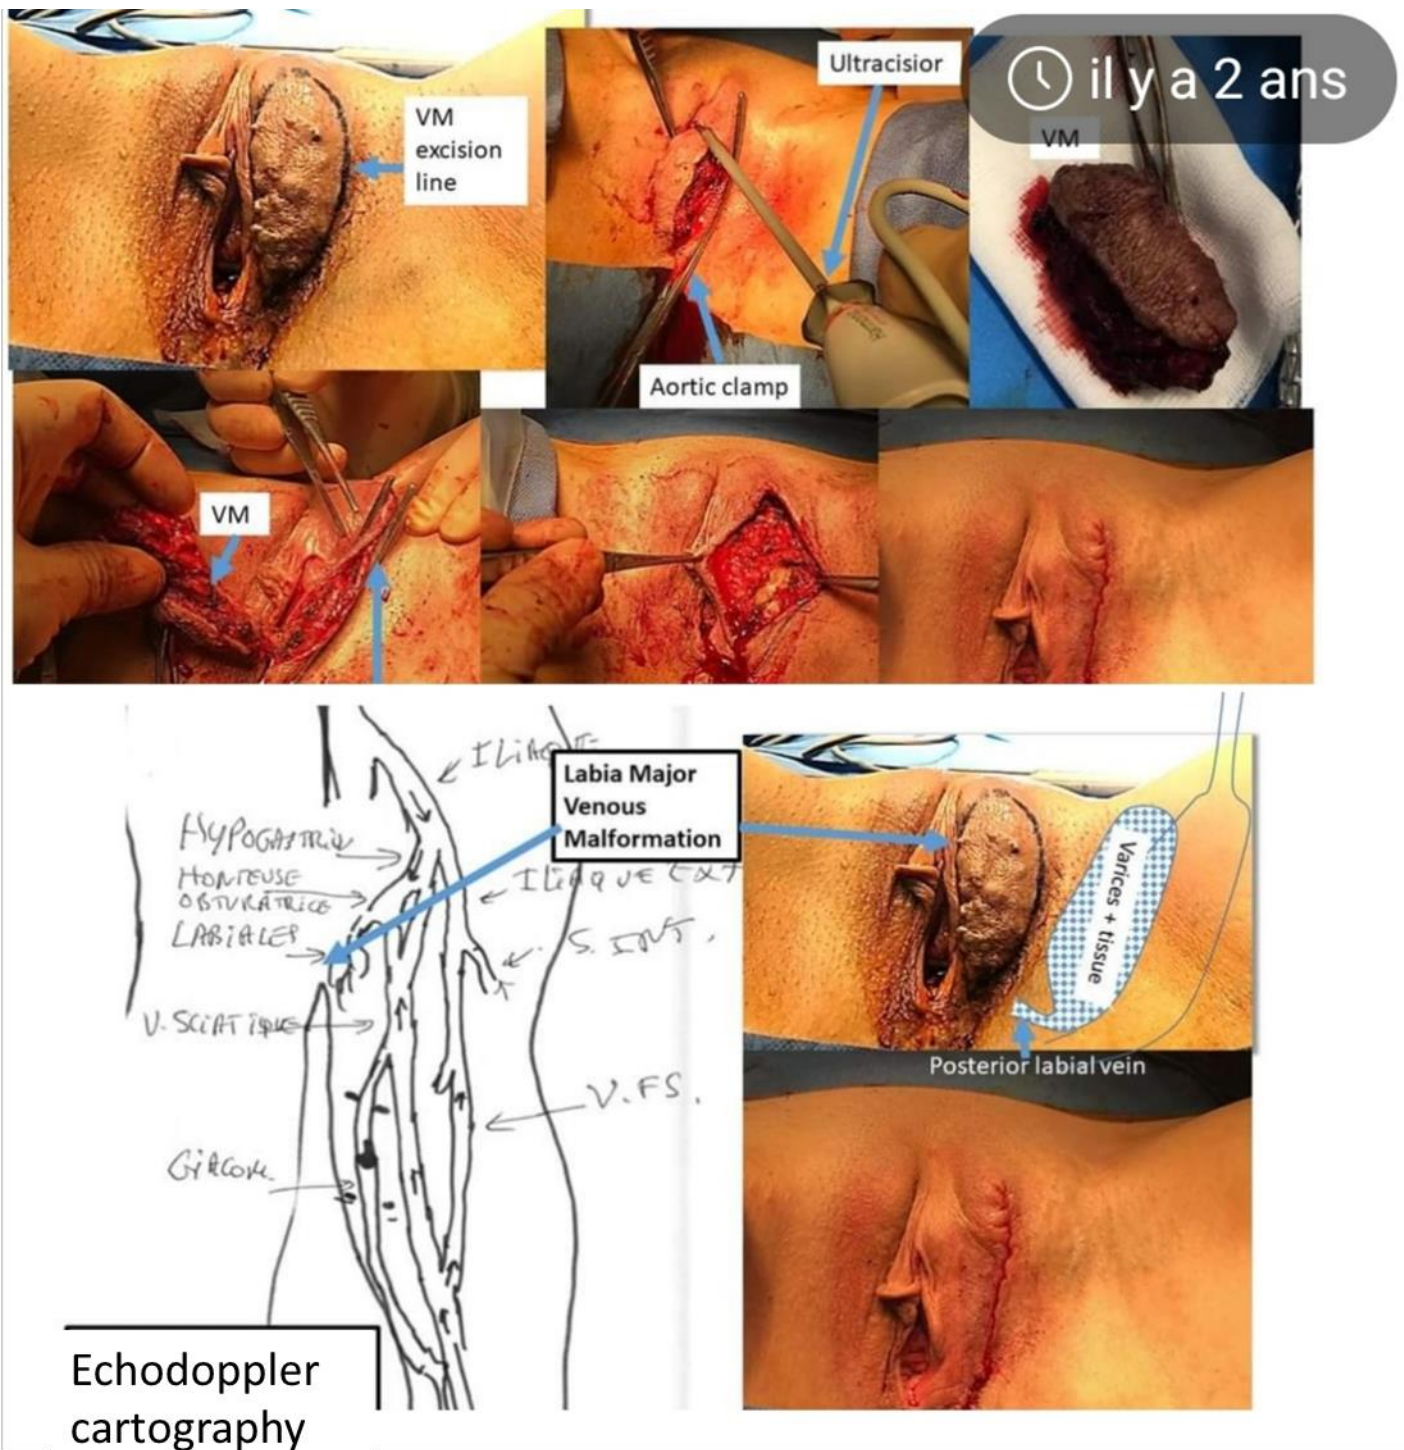 il y a 2 ans
Ultracisior
VM
excision
line
VM
Aortic clamp
VM
ILiAQUE
Labia Major
Venous
Malformation
HYPOGASTRIQ
HONTEUSE
OBTURATRICE
LABIALES
ILiAQUE EXT
S. INT.
V. SCIATIQUE
V. FS.
GiACOM.
Varices + tissue
Posterior labial vein
Echodoppler
cartography